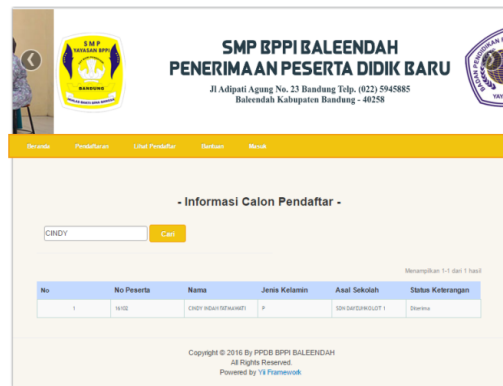 SMP
YAYASAN BPPI
BANDUNG
SMP BPPI BALEENDAH
PENERIMAAN PESERTA DIDIK BARU
Jl Adipati Agung No. 23 Bandung Telp. (022) 5945885
Baleendah Kabupaten Bandung - 40258
Beranda Pendaftaran Lihat Pendaftar Bantuan Masuk
- Informasi Calon Pendaftar -
CINDY Cari
Menampilkan 1-1 dari 1 hasil
No No Peserta Nama Jenis Kelamin Asal Sekolah Status Keterangan
1 CINDY INDAH P SDN 1 Diterima
Copyright © 2016 By PPDB BPPI BALEENDAH
All Rights Reserved.
Powered by Yii Framework